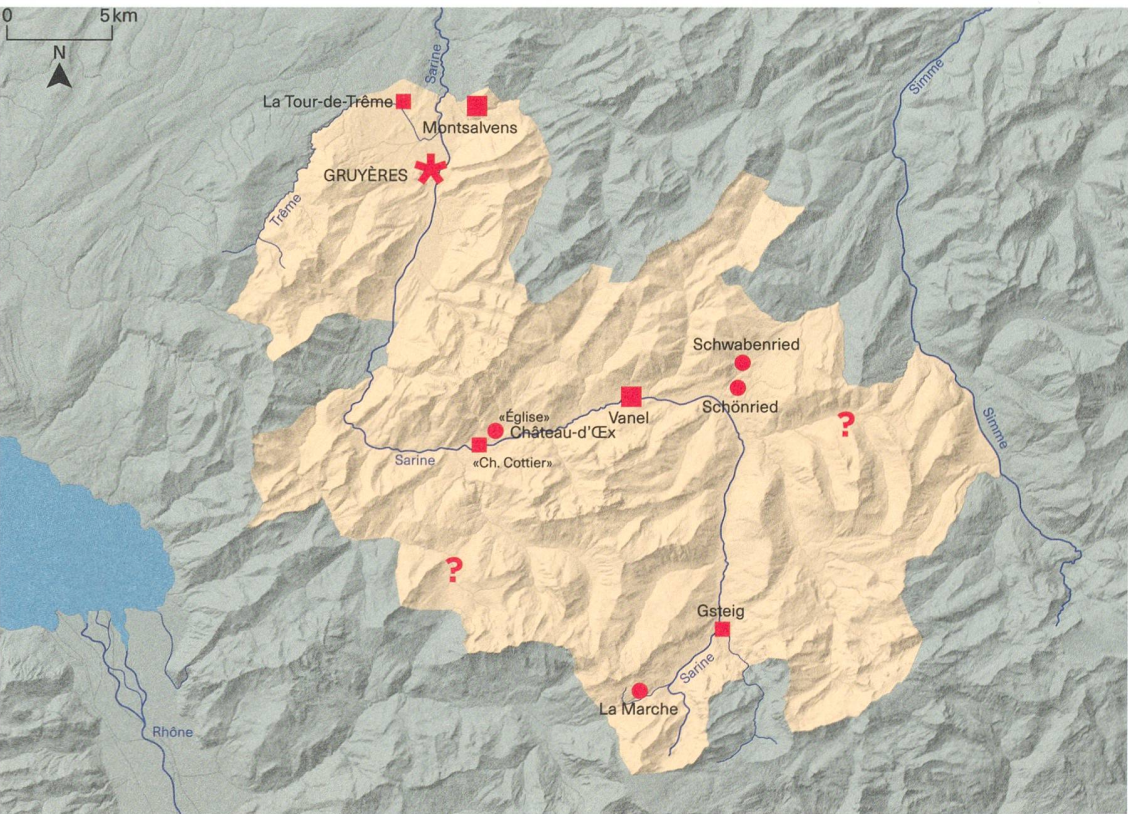 0 5 km
N
Sarine
Simme
La Tour-de-Trême
Montsalvens
GRUYÈRES
Trême
Schwabenried
Schönried
Vanel
«Église»
Château-d'Œx
?
Simme
Sarine
«Ch. Cottier»
?
Gsteig
Sarine
La Marche
Rhône